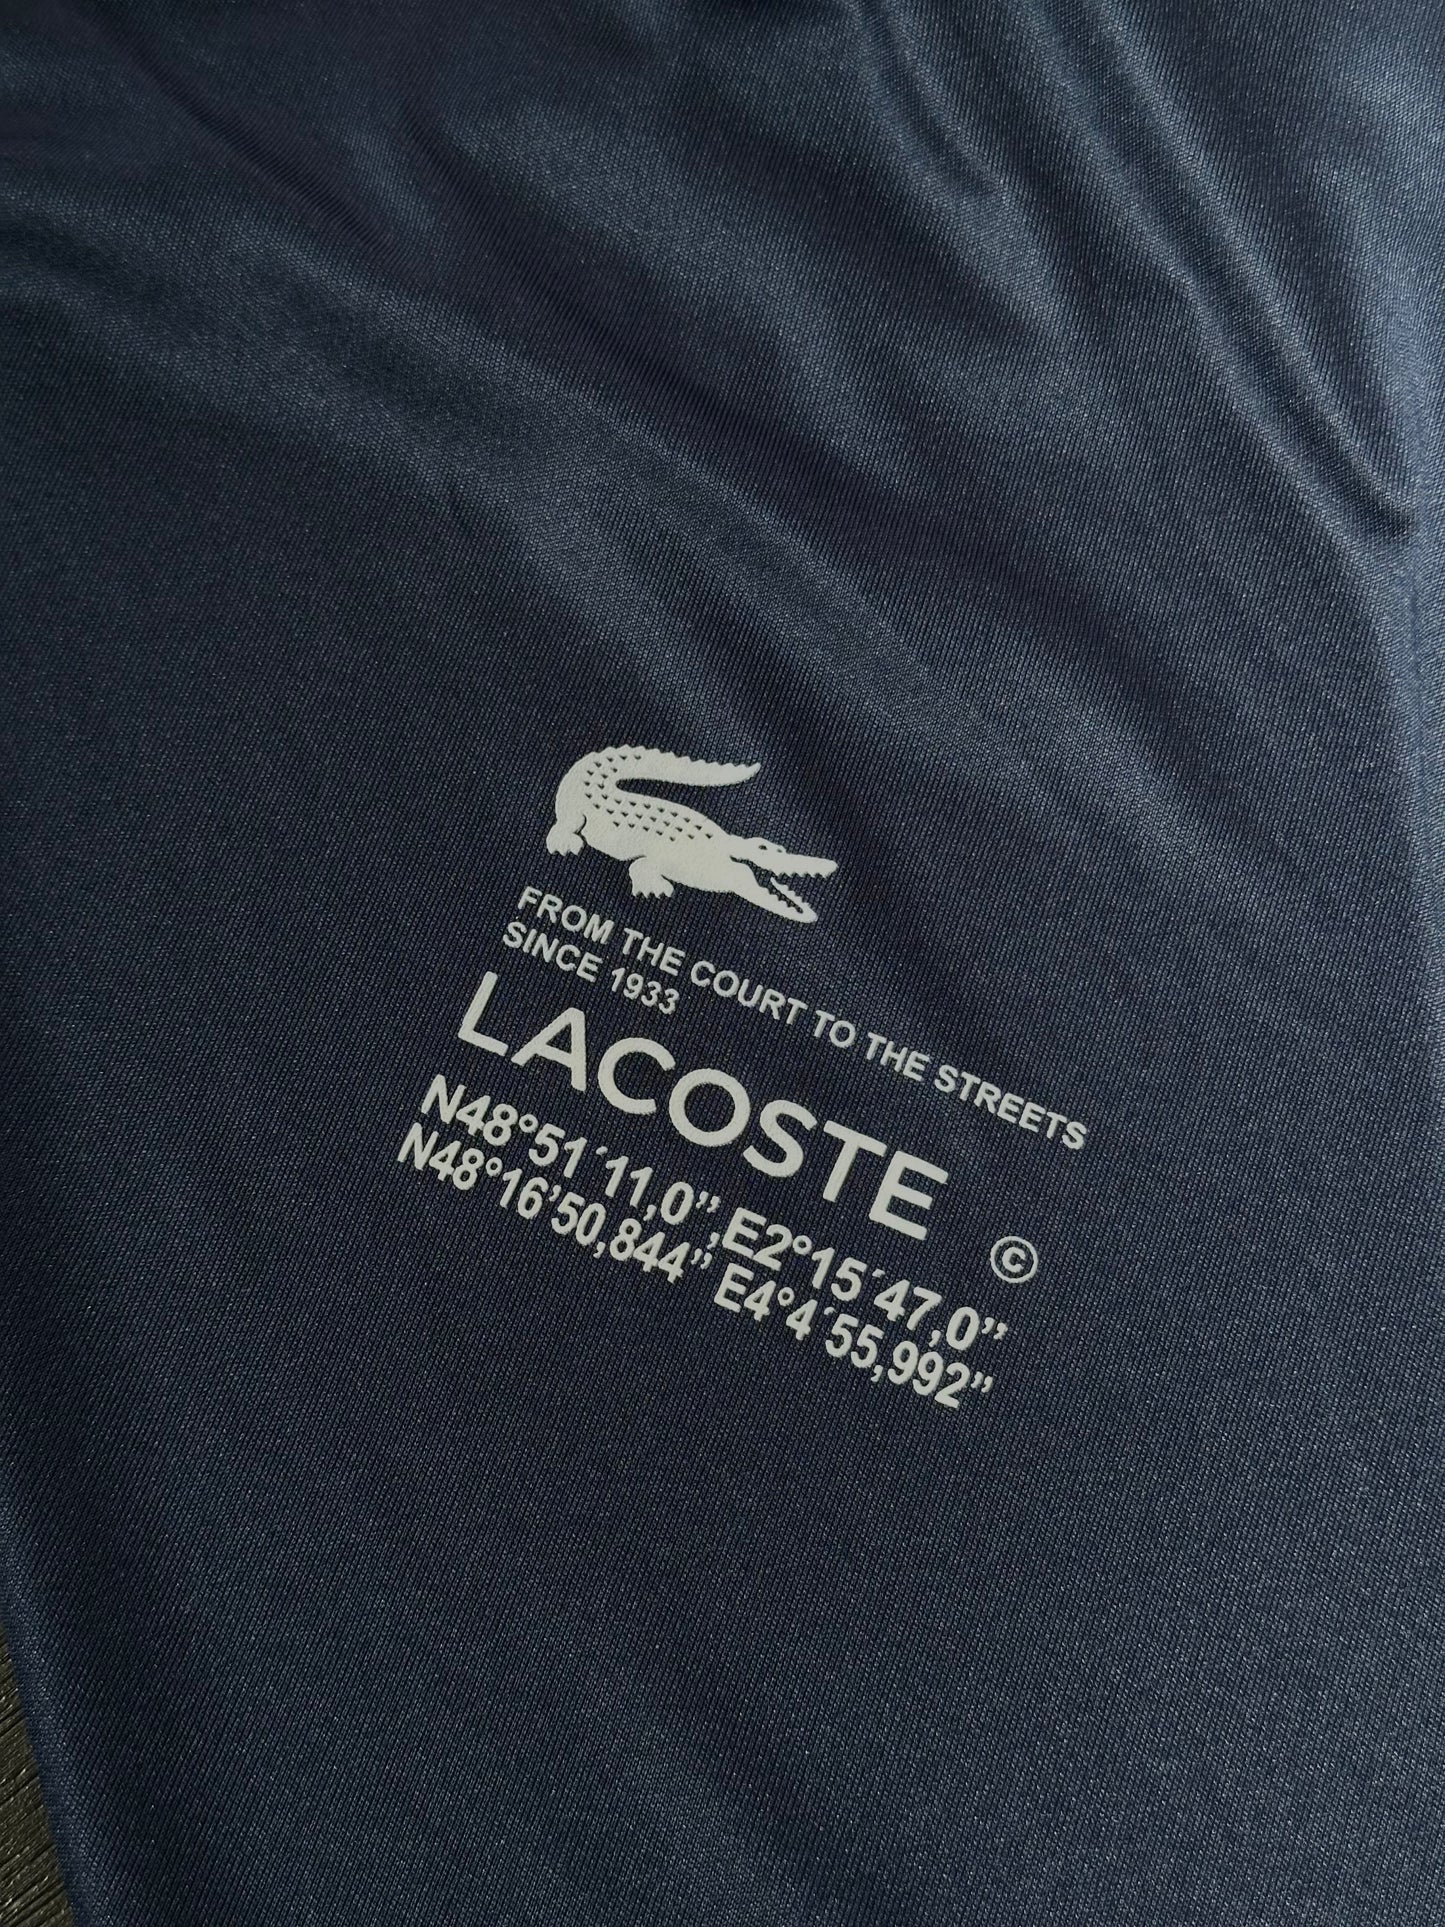 FROM THE COURT TO THE STREETS
SINCE 1933
LACOSTE ©
N48°51´11,0”,E2°15´47,0”
N48°16’50,844” E4°4´55,992”